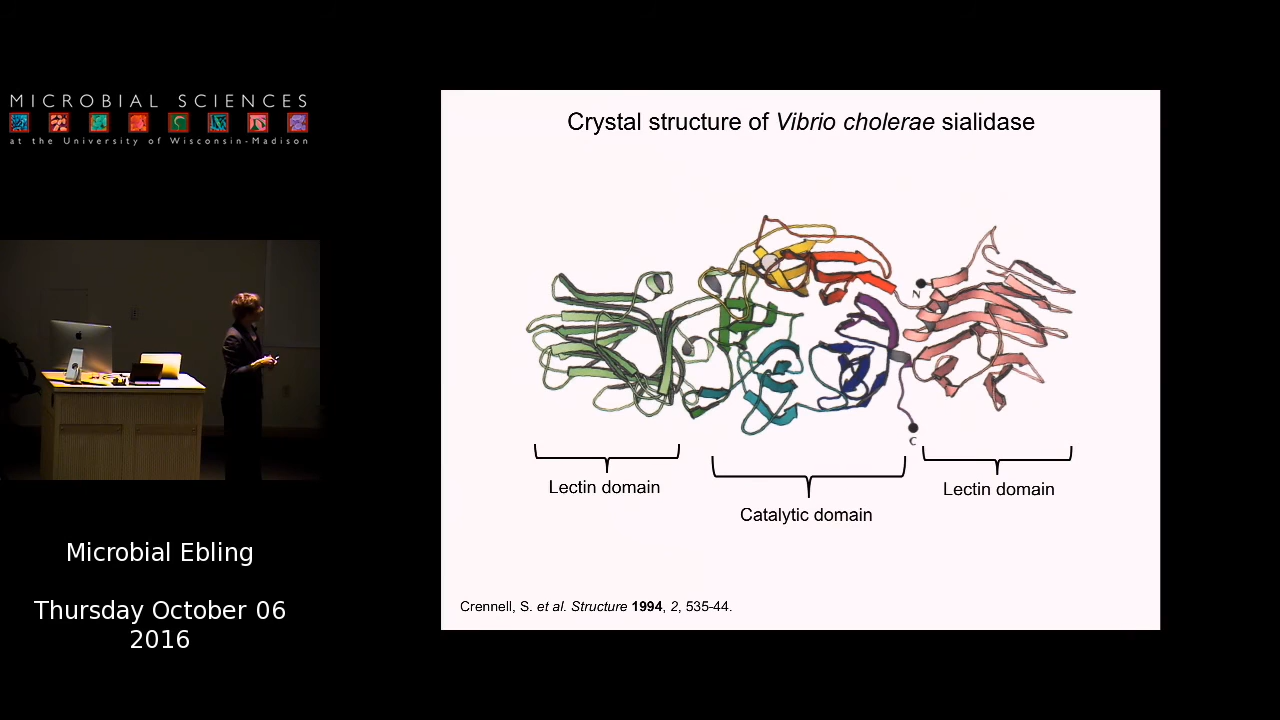 MICROBIAL SCIENCES
at the University of Wisconsin-Madison
Microbial Ebling
Thursday October 06
2016
Crystal structure of Vibrio cholerae sialidase
N
C
Lectin domain
Catalytic domain
Lectin domain
Crennell, S. et al. Structure 1994, 2, 535-44.